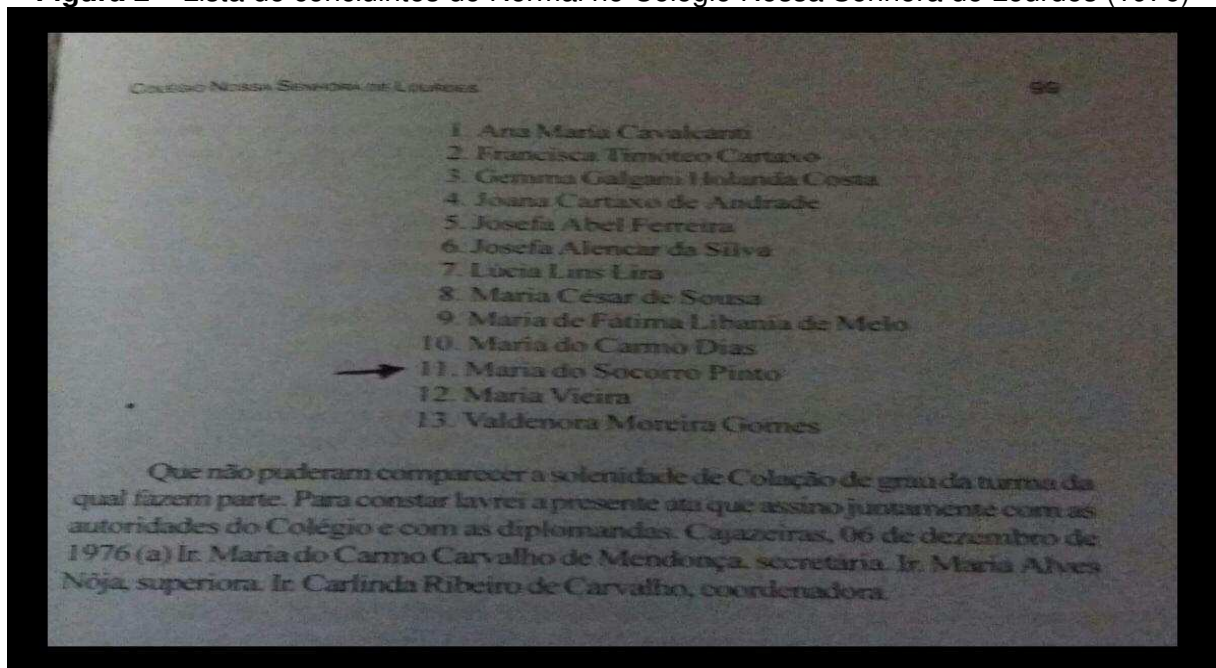 Figura 2 – Lista de concluintes do Normal no Colégio Nossa Senhora de Lourdes
COLÉGIO NOSSA SENHORA DE LOURDES 99
1. Ana Maria Cavalcanti
2. Francisca Timóteo Cartaxo
3. Gemma Galgani Holanda Costa
4. Joana Cartaxo de Andrade
5. Josefa Abel Ferreira
6. Josefa Alencar da Silva
7. Lúcia Lins Lira
8. Maria César de Sousa
9. Maria de Fátima Libania de Melo
10. Maria do Carmo Dias
11. Maria do Socorro Pinto
12. Maria Vieira
13. Valdenora Moreira Gomes
Que não puderam comparecer a solenidade de Colação de grau da turma da
qual fazem parte. Para constar lavrei a presente ata que assino juntamente com as
autoridades do Colégio e com as diplomandas. Cajazeiras, 06 de dezembro de
1976 (a) Ir. Maria do Carmo Carvalho de Mendonça, secretária. Ir. Maria Alves
Nója, superiora. Ir. Carlinda Ribeiro de Carvalho, coordenadora.